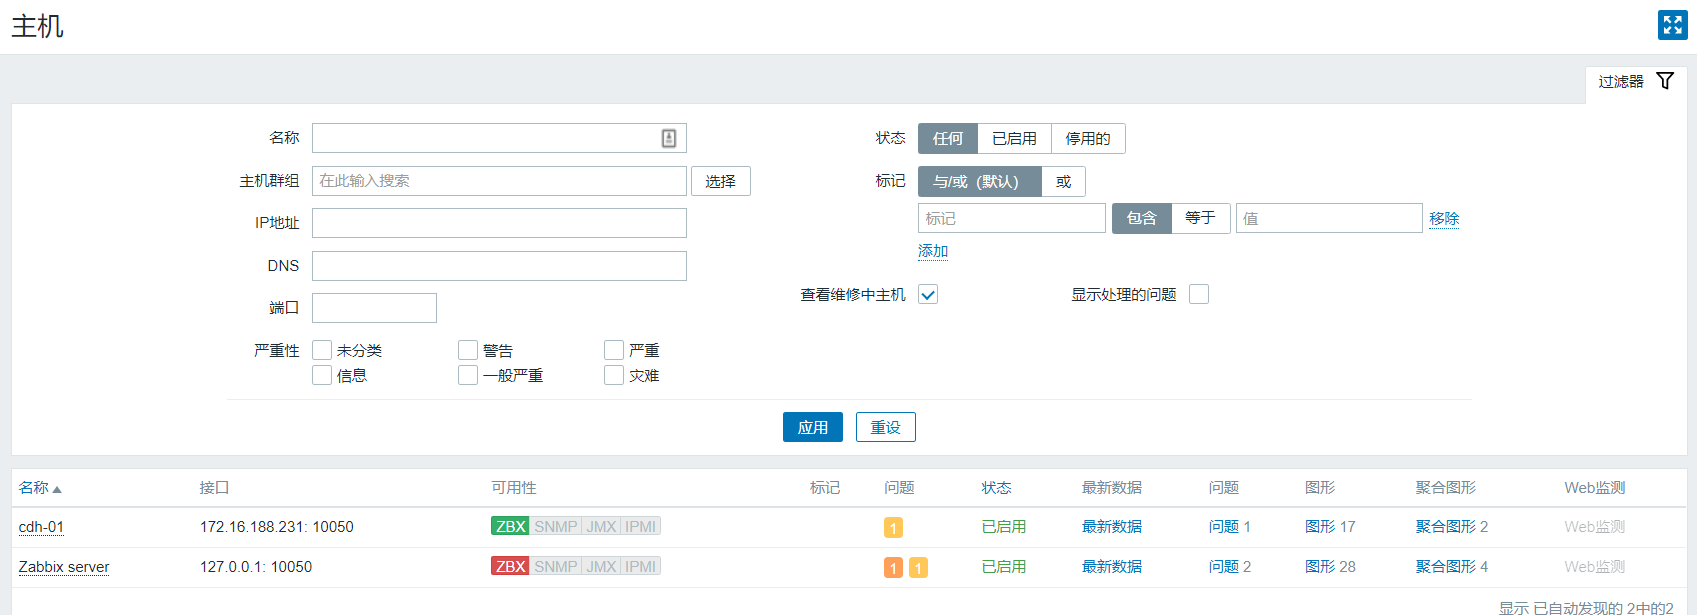 主机
过滤器
名称
状态 任何 已启用 停用的
主机群组 在此输入搜索 选择
标记 与/或（默认） 或
IP地址
标记 包含 等于 值 移除
添加
DNS
端口
查看维修中主机 显示处理的问题
严重性 未分类 警告 严重
信息 一般严重 灾难
应用 重设
名称 接口 可用性 标记 问题 状态 最新数据 问题 图形 聚合图形 Web监测
cdh-01 172.16.188.231: 10050 ZBX SNMP JMX IPMI 1 已启用 最新数据 问题 1 图形 17 聚合图形 2 Web监测
Zabbix server 127.0.0.1: 10050 ZBX SNMP JMX IPMI 1 1 已启用 最新数据 问题 2 图形 28 聚合图形 4 Web监测
显示 已自动发现的 2中的2